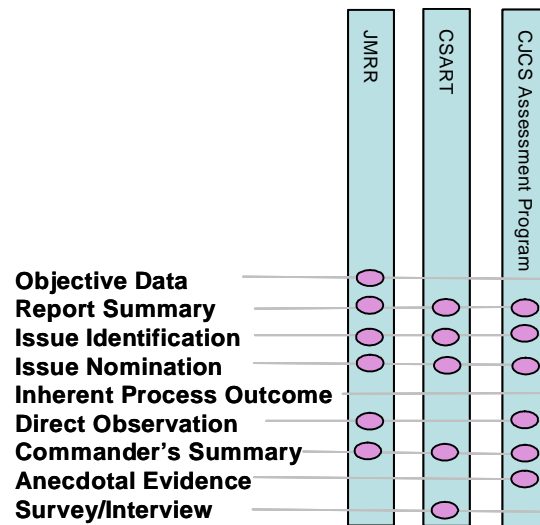 JMRR
CSART
CJCS Assessment Program
Objective Data
Report Summary
Issue Identification
Issue Nomination
Inherent Process Outcome
Direct Observation
Commander's Summary
Anecdotal Evidence
Survey/Interview